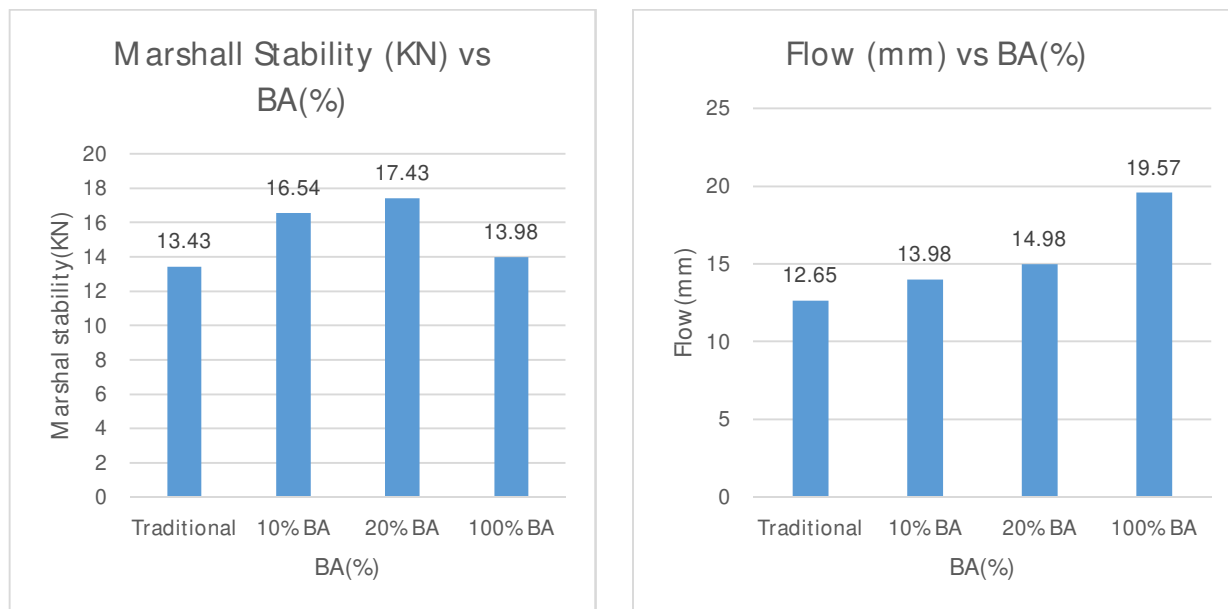 Marshall Stability (KN) vs
BA(%)
Marshal stability(KN)
20
18
16
14
12
10
8
6
4
2
0
13.43
16.54
17.43
13.98
Traditional
10% BA
20% BA
100% BA
BA(%)
Flow (mm) vs BA(%)
Flow(mm)
25
20
15
10
5
0
12.65
13.98
14.98
19.57
Traditional
10% BA
20% BA
100% BA
BA(%)